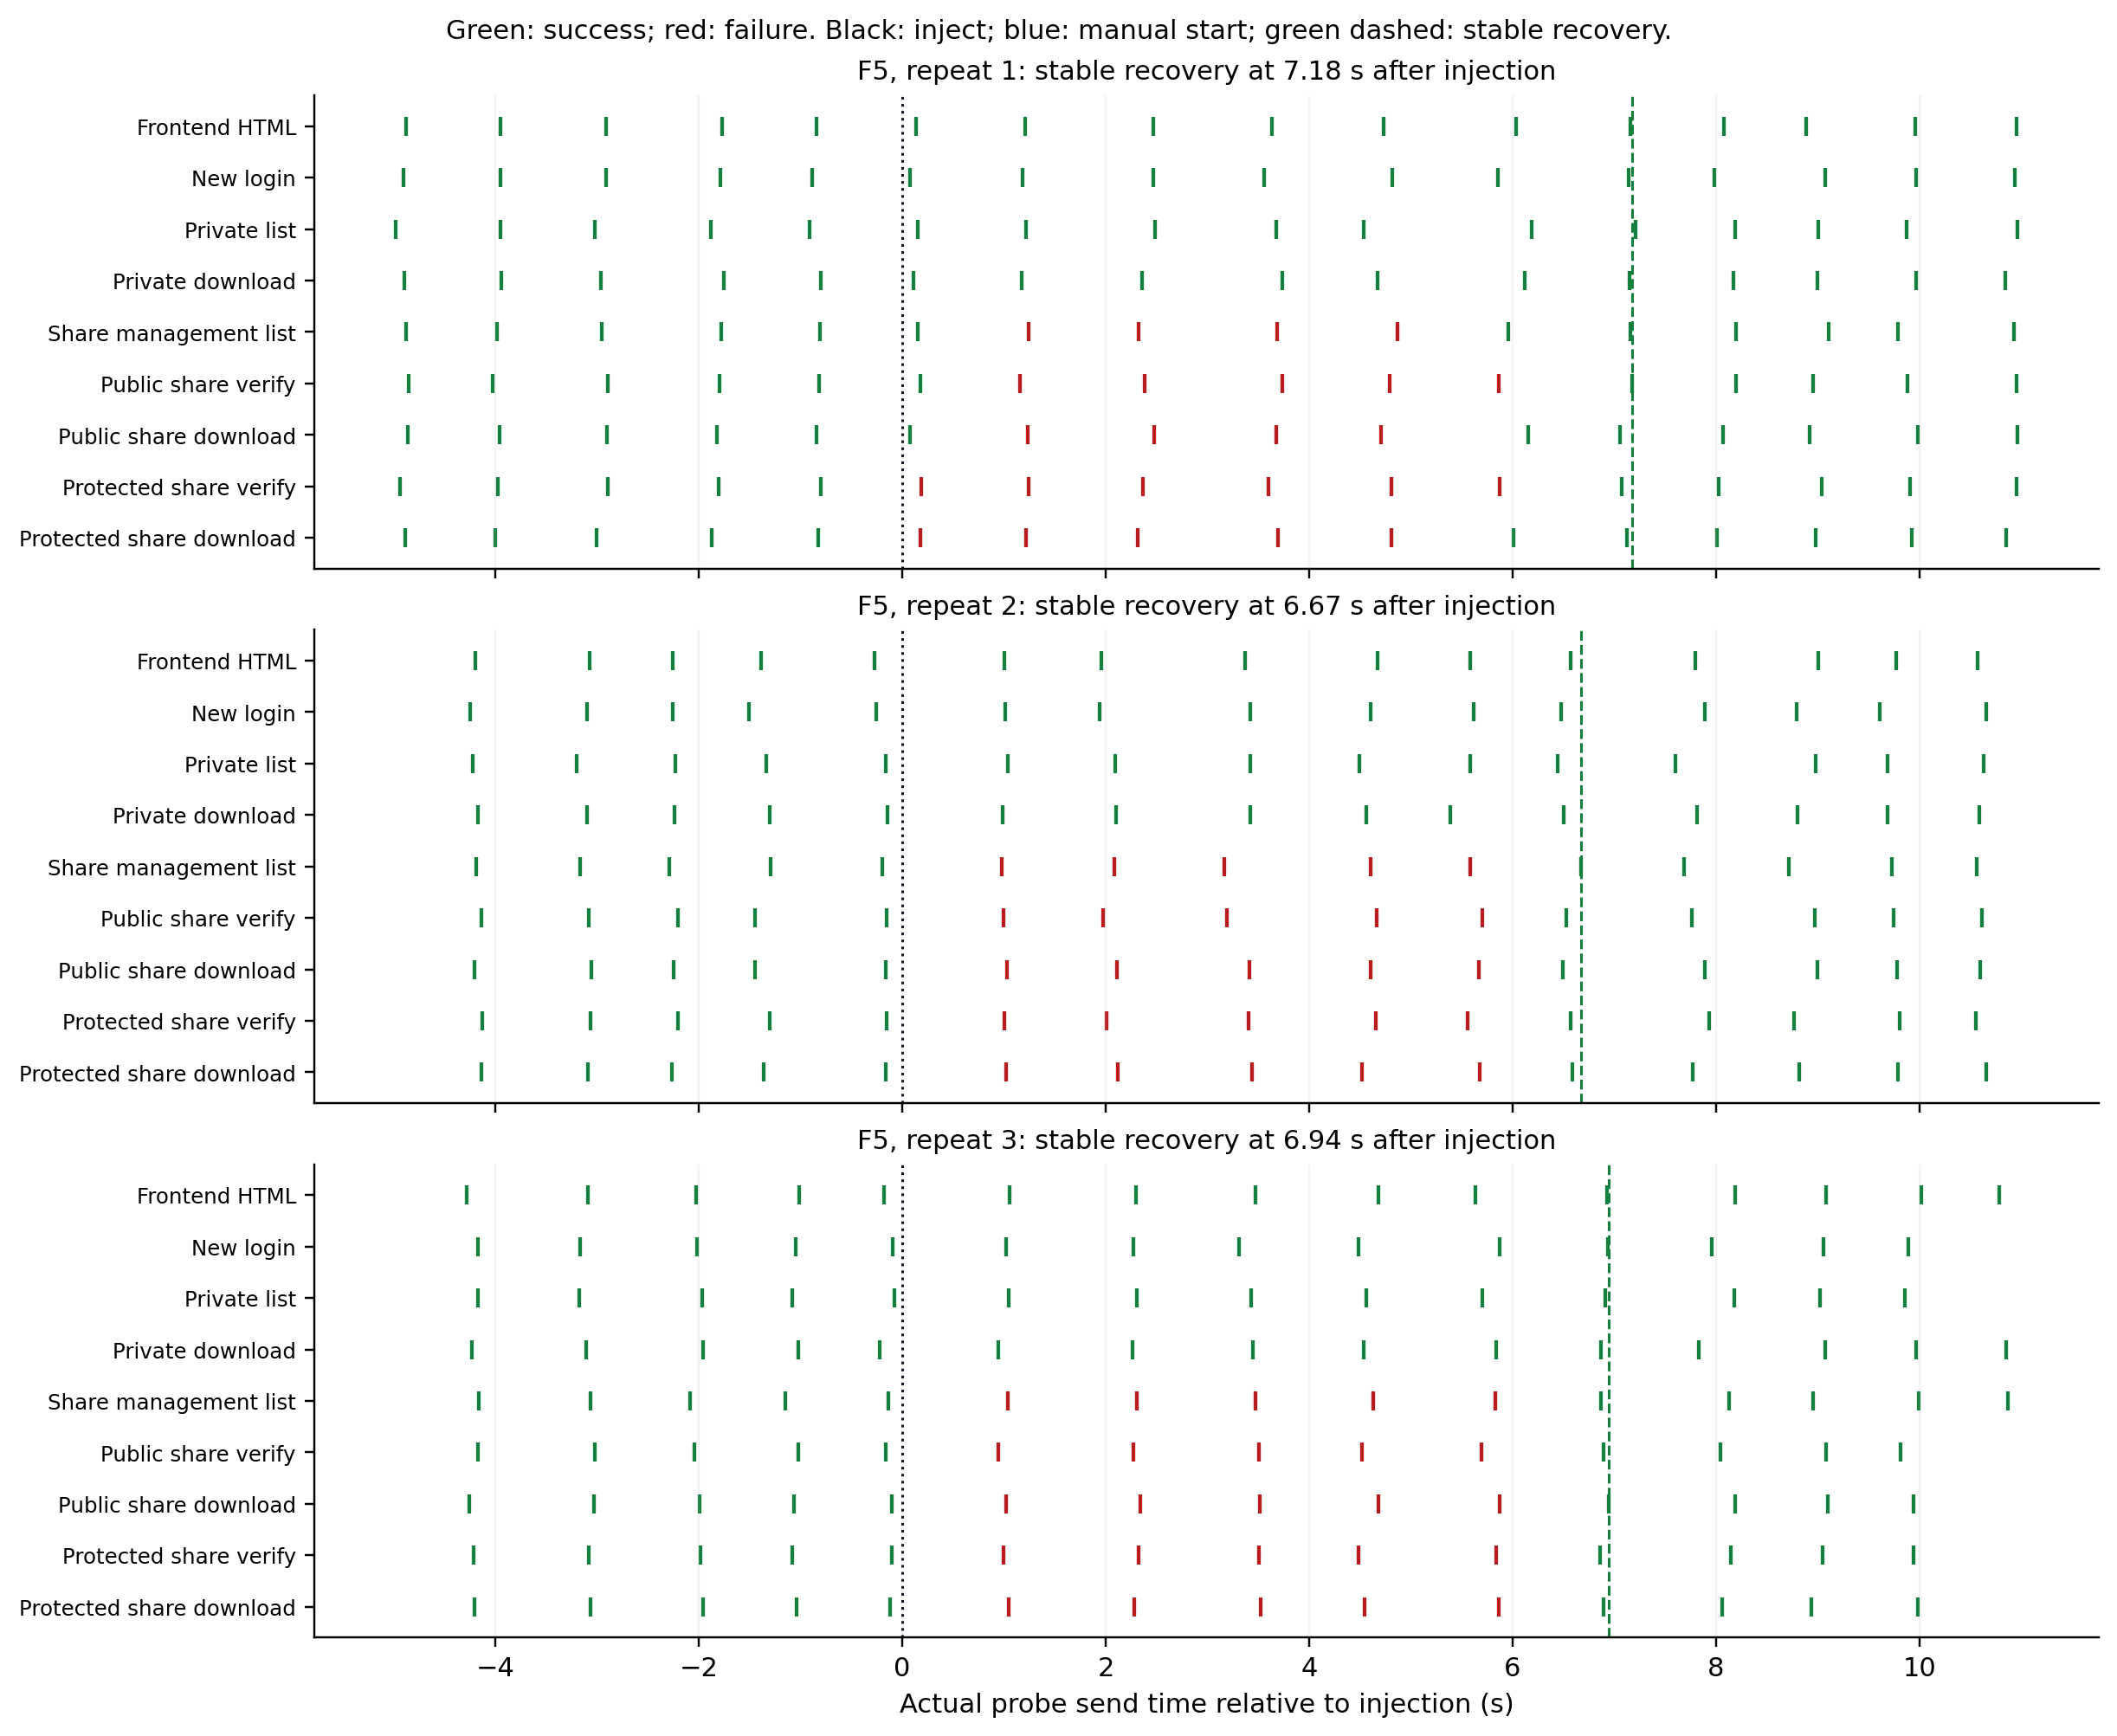 Green: success; red: failure. Black: inject; blue: manual start; green dashed: stable recovery.
F5, repeat 1: stable recovery at 7.18 s after injection
Frontend HTML
New login
Private list
Private download
Share management list
Public share verify
Public share download
Protected share verify
Protected share download
F5, repeat 2: stable recovery at 6.67 s after injection
Frontend HTML
New login
Private list
Private download
Share management list
Public share verify
Public share download
Protected share verify
Protected share download
F5, repeat 3: stable recovery at 6.94 s after injection
Frontend HTML
New login
Private list
Private download
Share management list
Public share verify
Public share download
Protected share verify
Protected share download
−4 −2 0 2 4 6 8 10
Actual probe send time relative to injection (s)